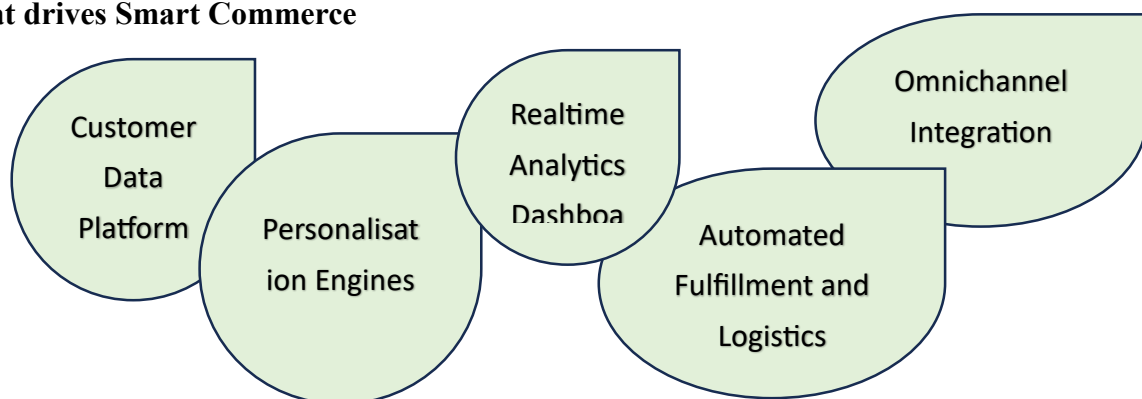 at drives Smart Commerce
Customer
Data
Platform
Personalisat
ion Engines
Realtime
Analytics
Dashboa
Automated
Fulfillment and
Logistics
Omnichannel
Integration